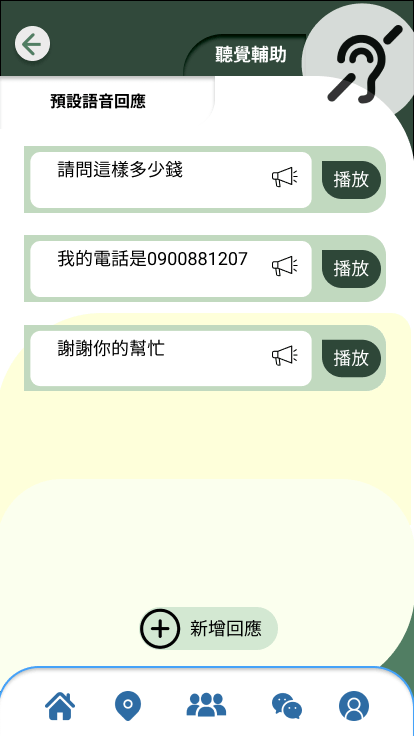 聽覺輔助
預設語音回應
請問這樣多少錢
播放
我的電話是0900881207
播放
謝謝你的幫忙
播放
新增回應